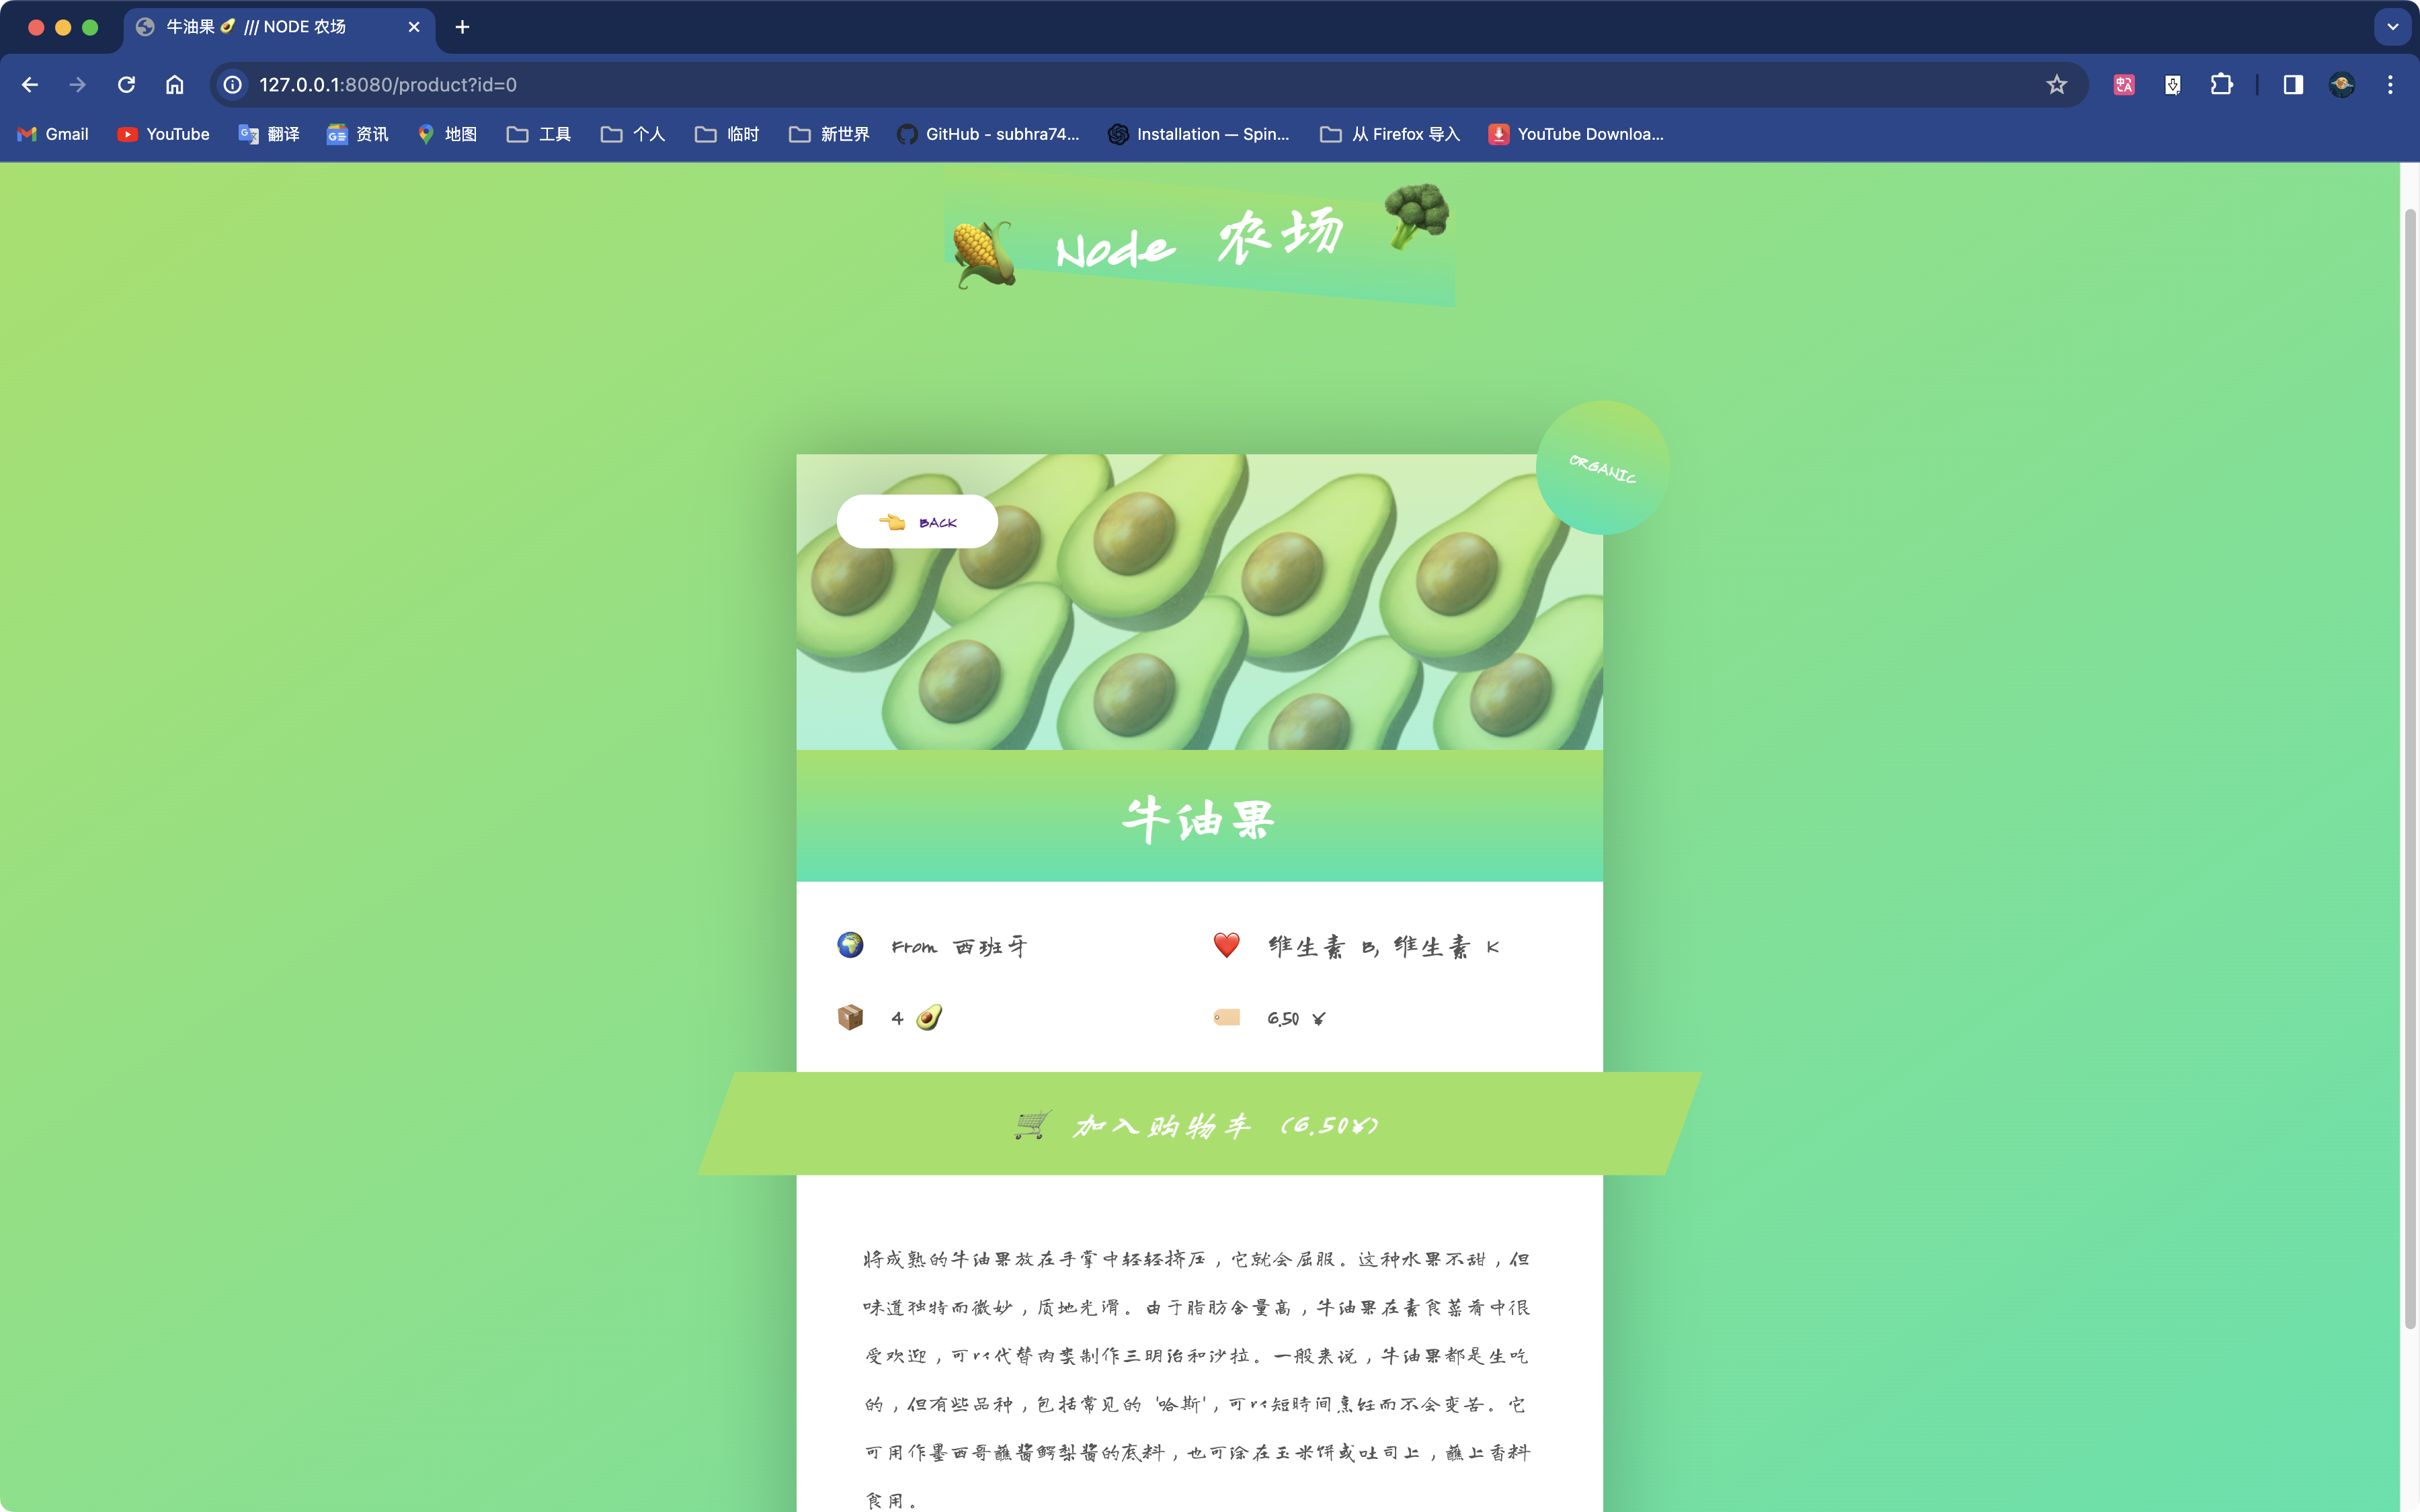 牛油果🥑 /// NODE 农场
127.0.0.1:8080/product?id=0
Gmail YouTube 翻译 资讯 地图 工具 个人 临时 新世界 GitHub - subhra74... Installation — Spin... 从 Firefox 导入 YouTube Downloa...
🌽 Node 农场 🥦
ORGANIC
👈 BACK
牛油果
🌍 From 西班牙 ❤️ 维生素 B, 维生素 K
📦 4 🥑 🏷️ 6.50 ¥
🛒 加入购物车 (6.50¥)
将成熟的牛油果放在手掌中轻轻挤压，它就会屈服。这种水果不甜，但
味道独特而微妙，质地光滑。由于脂肪含量高，牛油果在素食菜肴中很
受欢迎，可以代替肉类制作三明治和沙拉。一般来说，牛油果都是生吃
的，但有些品种，包括常见的 '哈斯'，可以短時间烹饪而不会变苦。它
可用作墨西哥蘸酱鳄梨酱的底料，也可涂在玉米饼或吐司上，蘸上香料
食用。